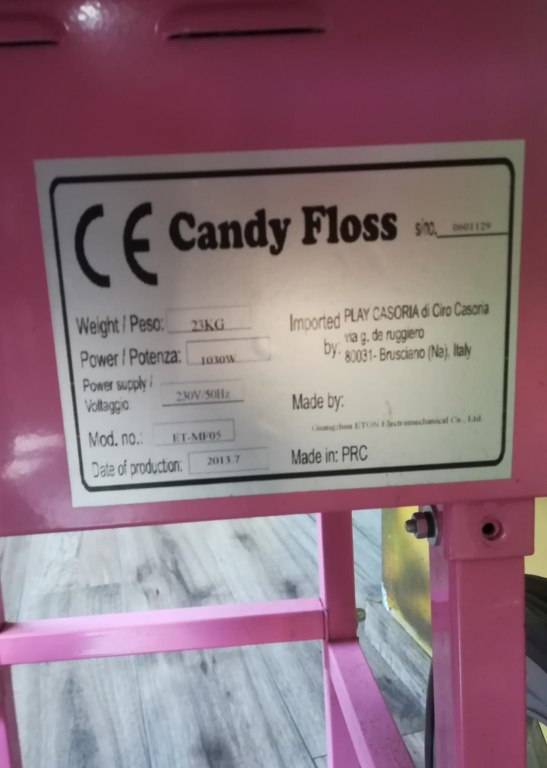 CE Candy Floss s/no. 0601129
Weight / Peso: 23KG
Power / Potenza: 1030W
Power supply /
Voltaggio: 230V/50Hz
Mod. no.: ET-MF05
Date of production: 2013.7
Imported by: PLAY CASORIA di Ciro Casoria
via g. de ruggiero
80031- Brusciano (Na), Italy
Made by:
Guangzhou ETON Electromechanical Co., Ltd.
Made in: PRC